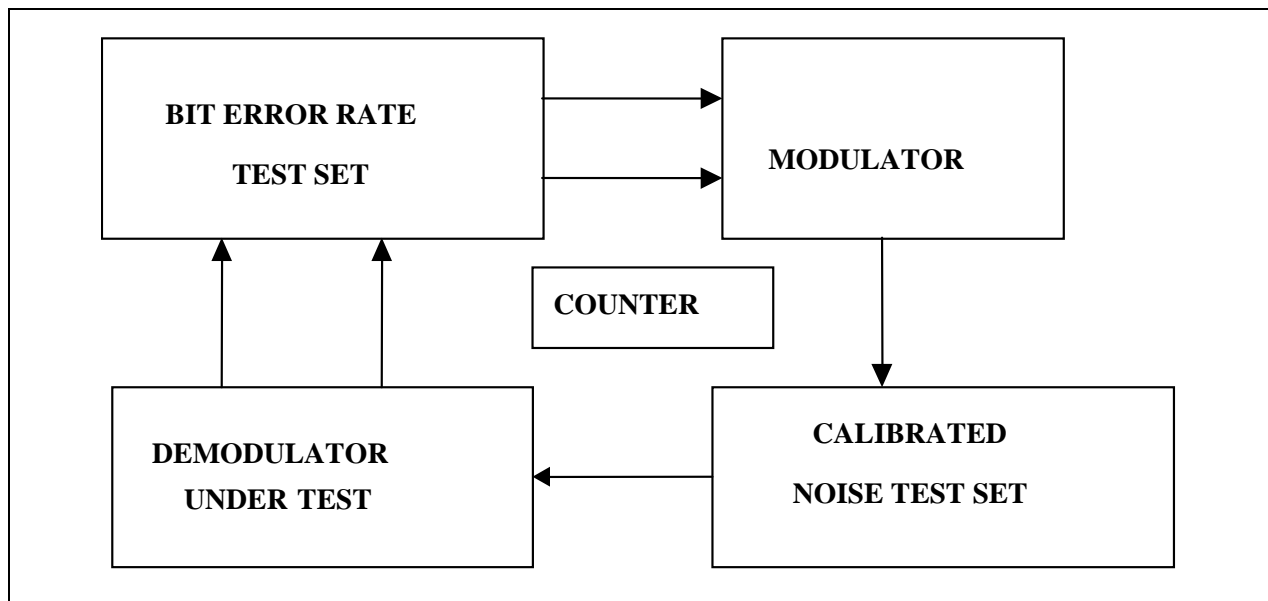 BIT ERROR RATE
TEST SET
MODULATOR
COUNTER
DEMODULATOR
UNDER TEST
CALIBRATED
NOISE TEST SET